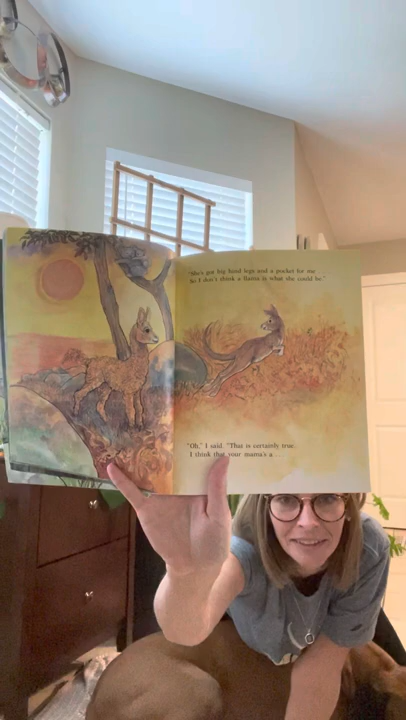 "She's got big hind legs and a pocket for me
So I don't think a llama is what she could be."
"Oh," I said. "That is certainly true.
I think that your mama's a . . .